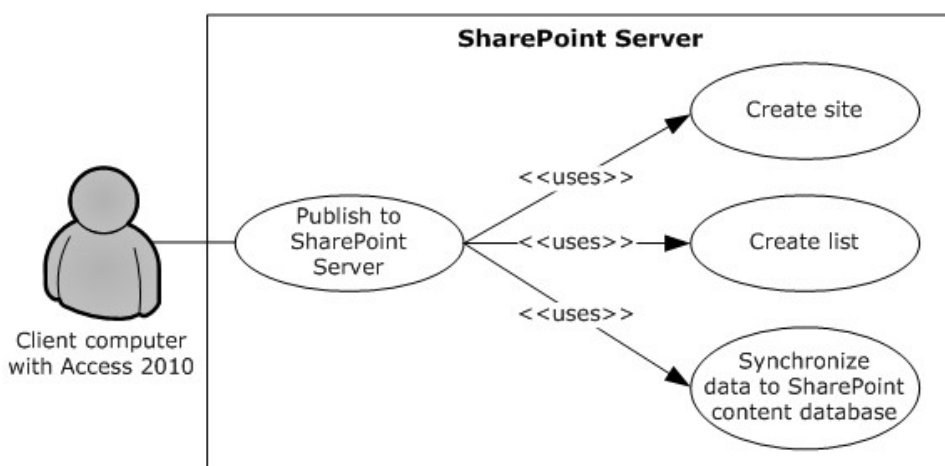 SharePoint Server
Create site
<<uses>>
Publish to
SharePoint
Server
<<uses>>
Create list
<<uses>>
Client computer
with Access 2010
Synchronize
data to SharePoint
content database